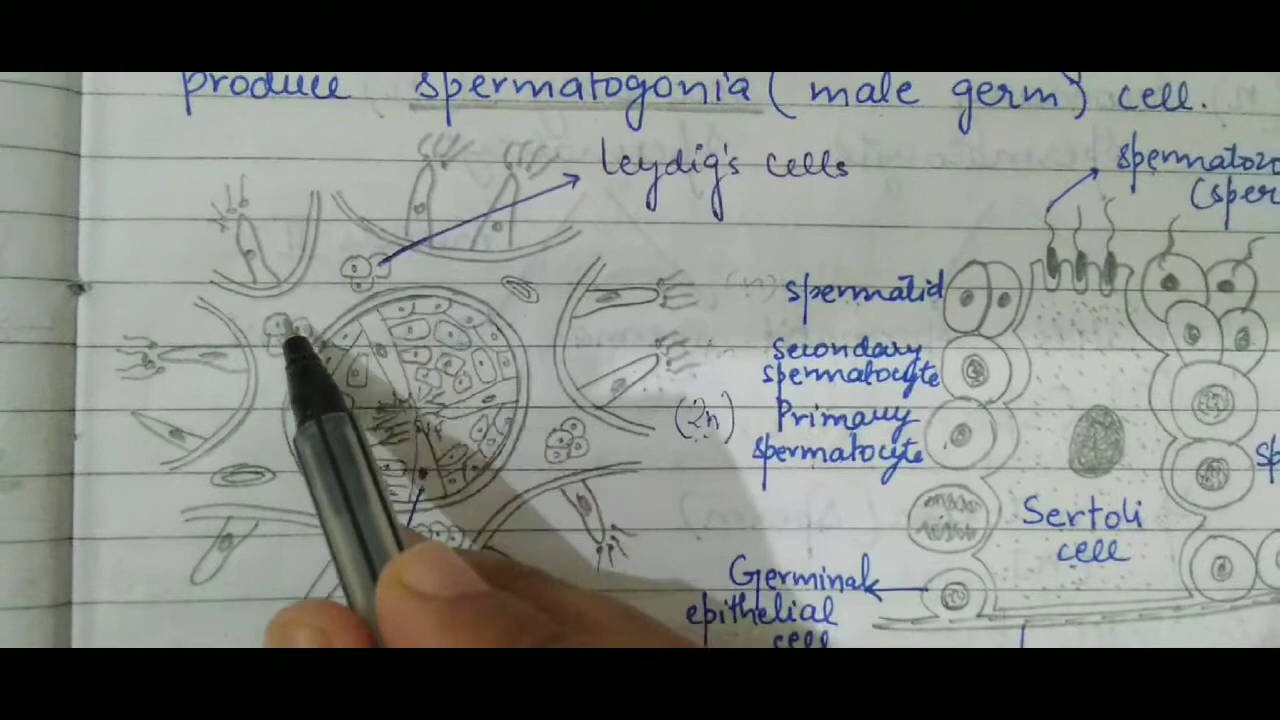 produce spermatogonia ( male germ) cell.
leydig's cells
(sper
spermatid
secondary
spermatocyte
(2n)
Primary
spermatocyte
Sertoli
cell
Germinal
epithelial
cell